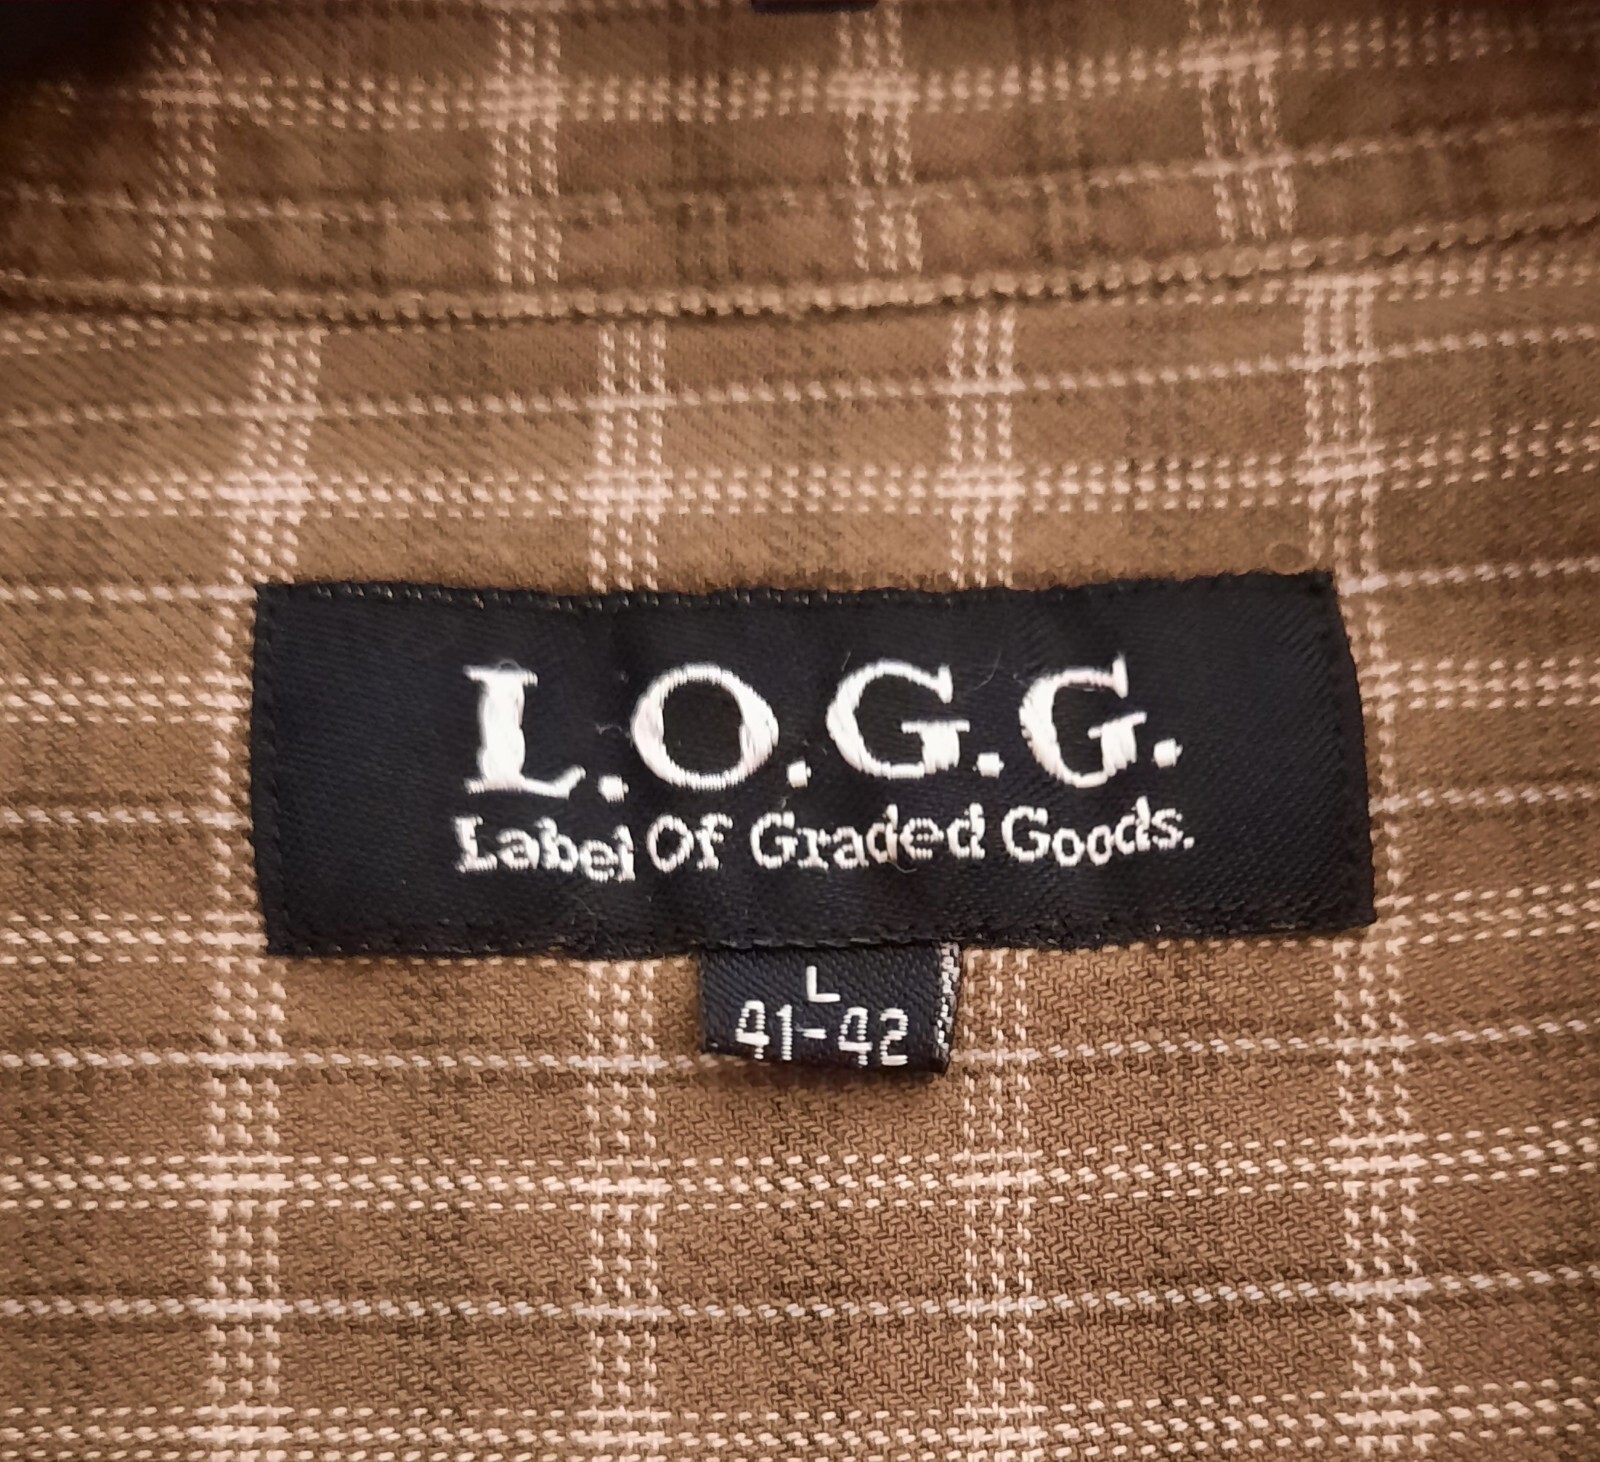 L.O.G.G.
Label Of Graded Goods.
L
41-42